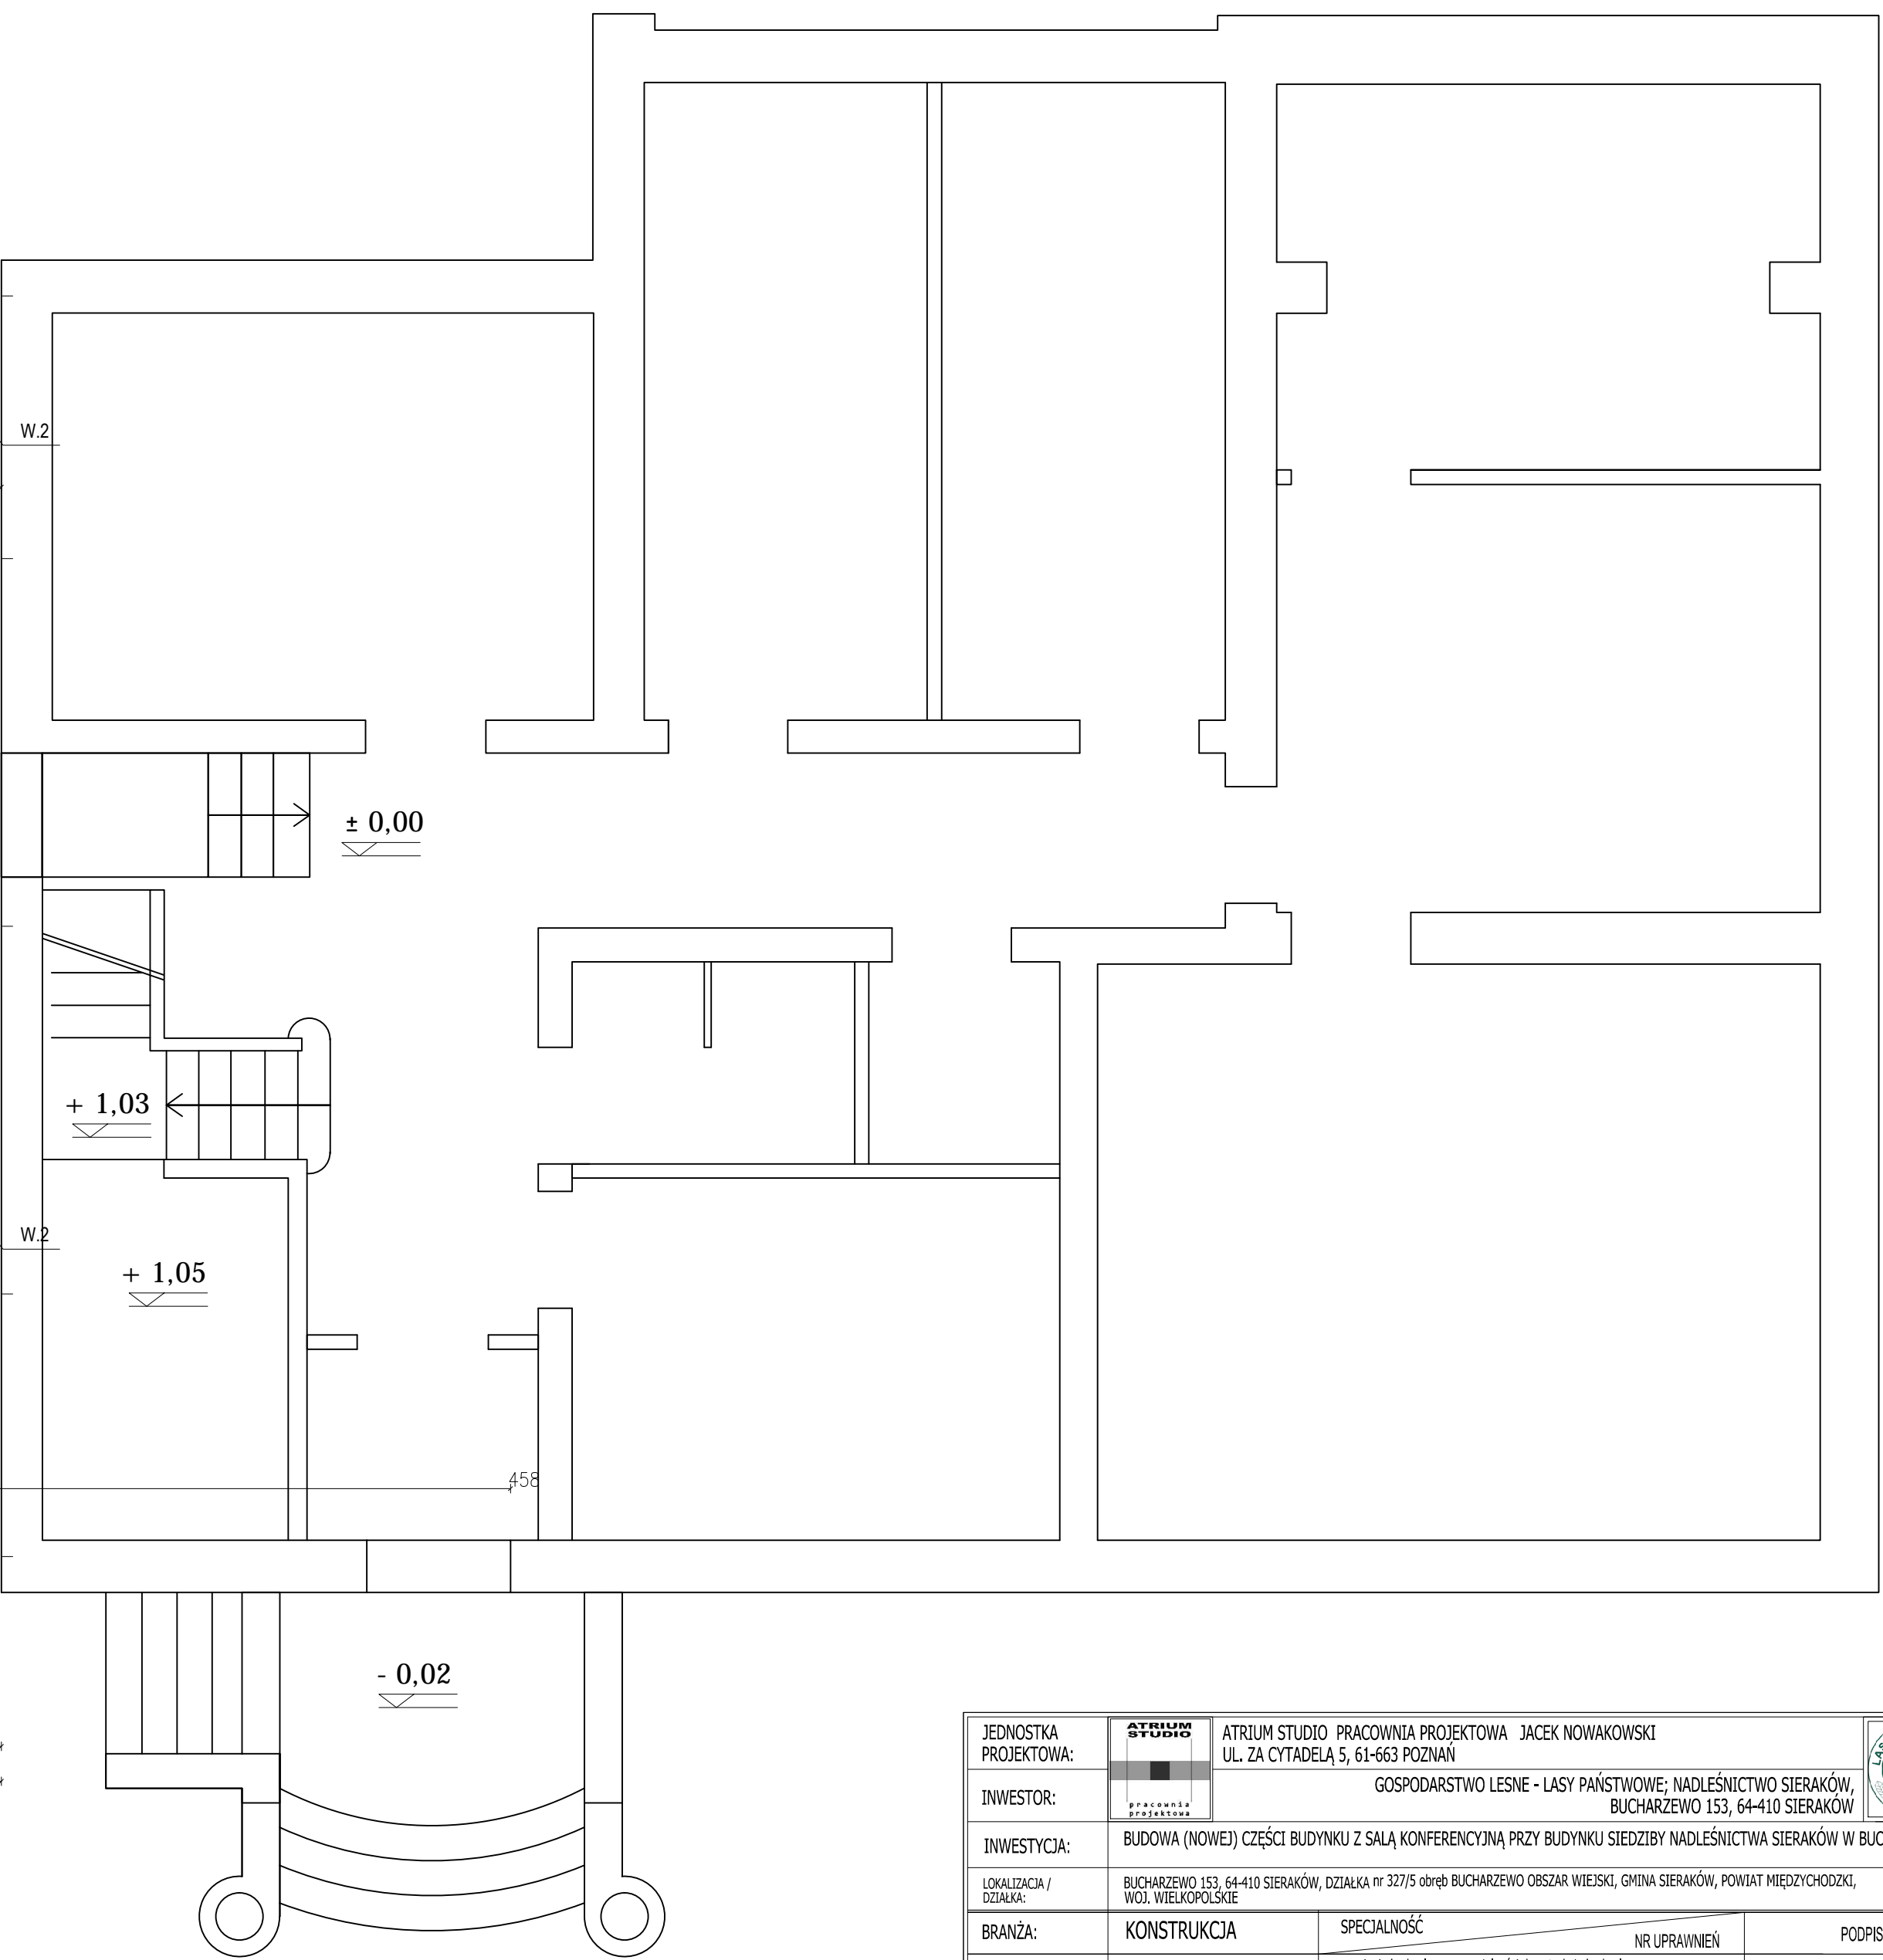 W.2
± 0,00
+ 1,03
W.2
+ 1,05
458
- 0,02
JEDNOSTKA
PROJEKTOWA:
ATRIUM
STUDIO
pracownia
projektowa
ATRIUM STUDIO PRACOWNIA PROJEKTOWA JACEK NOWAKOWSKI
UL. ZA CYTADELĄ 5, 61-663 POZNAŃ
INWESTOR:
GOSPODARSTWO LESNE - LASY PAŃSTWOWE; NADLEŚNICTWO SIERAKÓW,
BUCHARZEWO 153, 64-410 SIERAKÓW
INWESTYCJA:
BUDOWA (NOWEJ) CZĘŚCI BUDYNKU Z SALĄ KONFERENCYJNĄ PRZY BUDYNKU SIEDZIBY NADLEŚNICTWA SIERAKÓW W BUC
LOKALIZACJA /
DZIAŁKA:
BUCHARZEWO 153, 64-410 SIERAKÓW, DZIAŁKA nr 327/5 obręb BUCHARZEWO OBSZAR WIEJSKI, GMINA SIERAKÓW, POWIAT MIĘDZYCHODZKI,
WOJ. WIELKOPOLSKIE
BRANŻA:
KONSTRUKCJA
SPECJALNOŚĆ
NR UPRAWNIEŃ
PODPIS